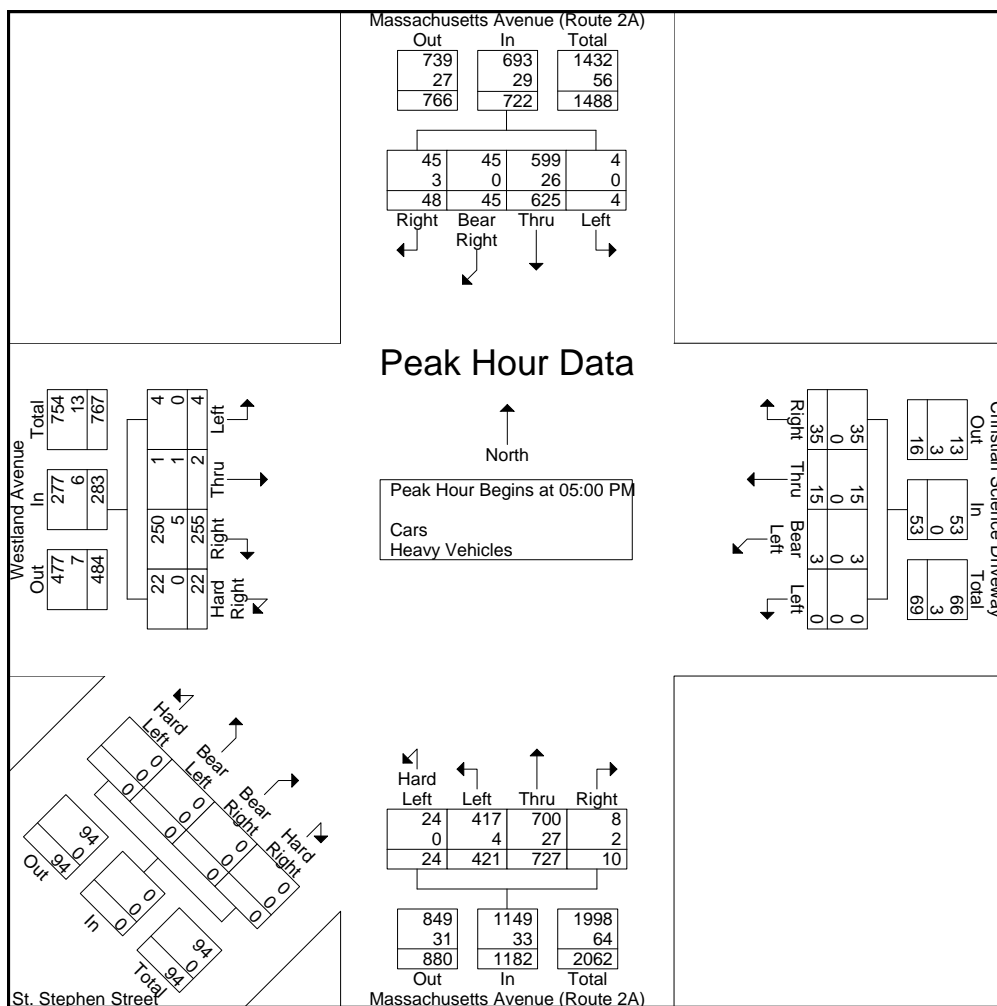 Massachusetts Avenue (Route 2A)
Out In Total
739 693 1432
27 29 56
766 722 1488
45 45 599 4
3 0 26 0
48 45 625 4
Right Bear Right Thru Left
Peak Hour Data
North
Peak Hour Begins at 05:00 PM
Cars
Heavy Vehicles
Westland Avenue
Total In Out
754 277 477
13 6 7
767 283 484
4 1 250 22
0 1 5 0
4 2 255 22
Left Thru Right Hard Right
Christian Science Driveway
Out In Total
13 53 66
3 0 3
16 53 69
35 15 3 0
0 0 0 0
35 15 3 0
Right Thru Bear Left Left
Hard Left Bear Left Bear Right Hard Right
0 0 0 0
0 0 0 0
0 0 0 0
94 0 94
0 0 0
94 0 94
Out In Total
St. Stephen Street
Hard Left Left Thru Right
24 417 700 8
0 4 27 2
24 421 727 10
849 1149 1998
31 33 64
880 1182 2062
Out In Total
Massachusetts Avenue (Route 2A)